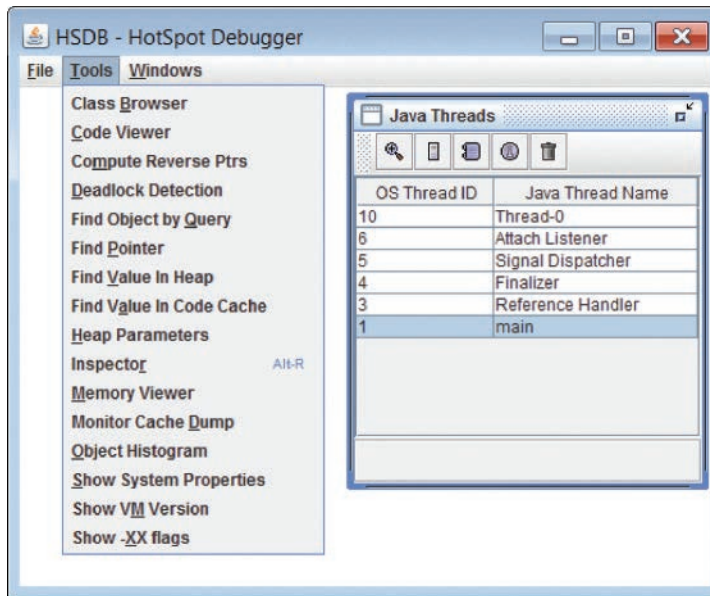 HSDB - HotSpot Debugger
File Tools Windows
Class Browser
Code Viewer
Compute Reverse Ptrs
Deadlock Detection
Find Object by Query
Find Pointer
Find Value In Heap
Find Value In Code Cache
Heap Parameters
Inspector Alt-R
Memory Viewer
Monitor Cache Dump
Object Histogram
Show System Properties
Show VM Version
Show -XX flags
Java Threads
OS Thread ID Java Thread Name
10 Thread-0
6 Attach Listener
5 Signal Dispatcher
4 Finalizer
3 Reference Handler
1 main